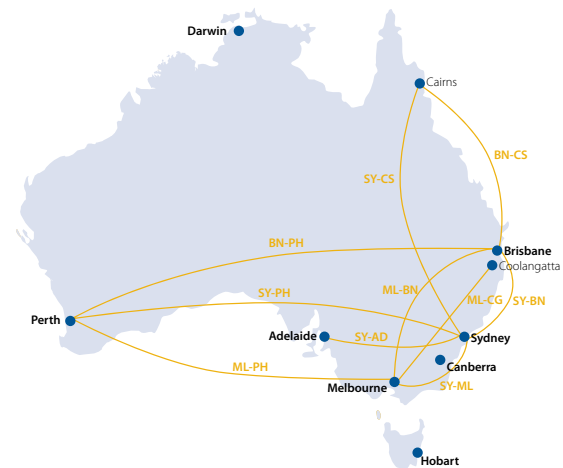 Darwin
Cairns
BN-CS
SY-CS
BN-PH
Brisbane
Coolangatta
ML-BN
SY-PH
ML-CG
SY-BN
Perth
Adelaide
SY-AD
Sydney
ML-PH
Canberra
Melbourne
SY-ML
Hobart